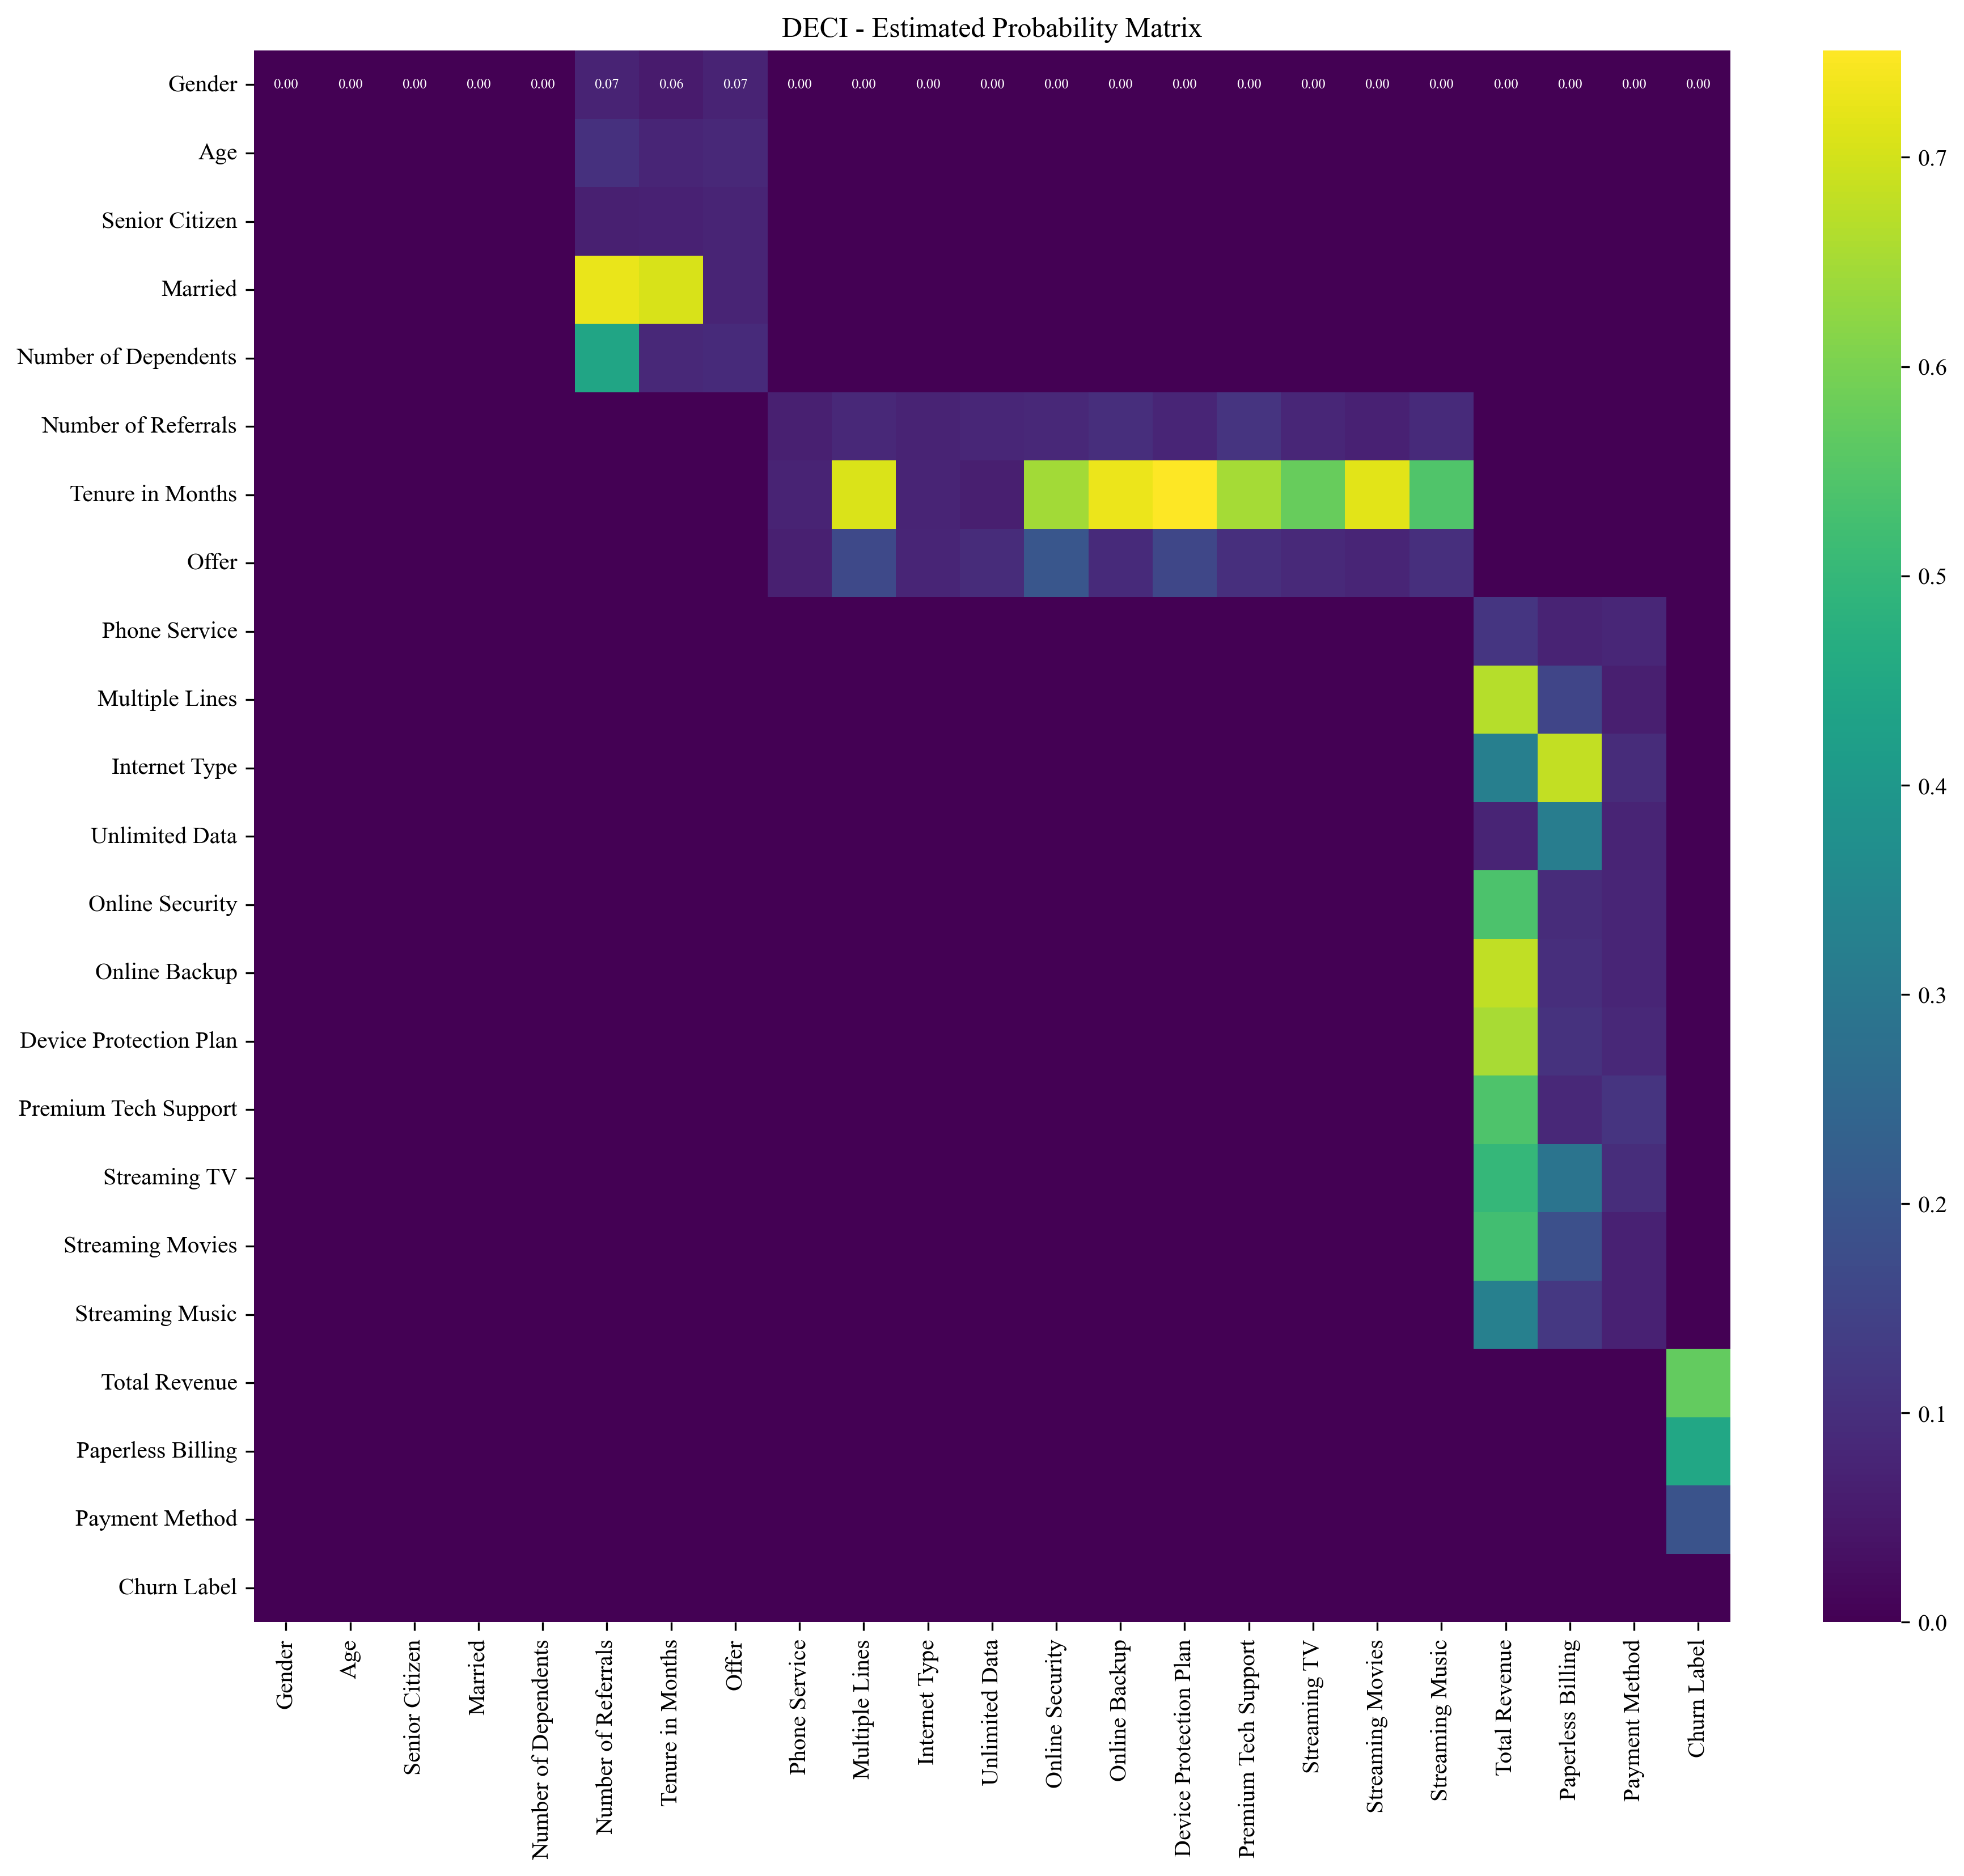 DECI - Estimated Probability Matrix
Gender 0.00 0.00 0.00 0.00 0.00 0.07 0.06 0.07 0.00 0.00 0.00 0.00 0.00 0.00 0.00 0.00 0.00 0.00 0.00 0.00 0.00 0.00 0.00
Age
Senior Citizen
Married
Number of Dependents
Number of Referrals
Tenure in Months
Offer
Phone Service
Multiple Lines
Internet Type
Unlimited Data
Online Security
Online Backup
Device Protection Plan
Premium Tech Support
Streaming TV
Streaming Movies
Streaming Music
Total Revenue
Paperless Billing
Payment Method
Churn Label
Gender
Age
Senior Citizen
Married
Number of Dependents
Number of Referrals
Tenure in Months
Offer
Phone Service
Multiple Lines
Internet Type
Unlimited Data
Online Security
Online Backup
Device Protection Plan
Premium Tech Support
Streaming TV
Streaming Movies
Streaming Music
Total Revenue
Paperless Billing
Payment Method
Churn Label
0.7
0.6
0.5
0.4
0.3
0.2
0.1
0.0